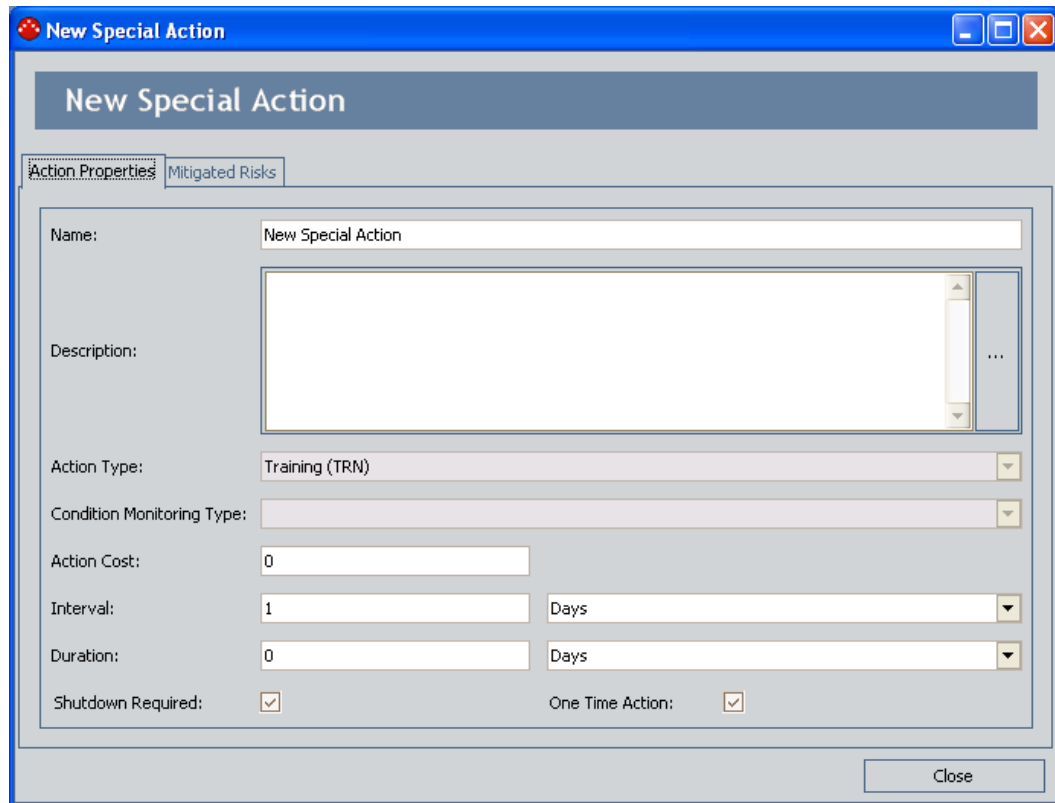 New Special Action
New Special Action
Action Properties Mitigated Risks
Name: New Special Action
Description: ...
Action Type: Training (TRN)
Condition Monitoring Type:
Action Cost: 0
Interval: 1 Days
Duration: 0 Days
Shutdown Required: One Time Action:
Close